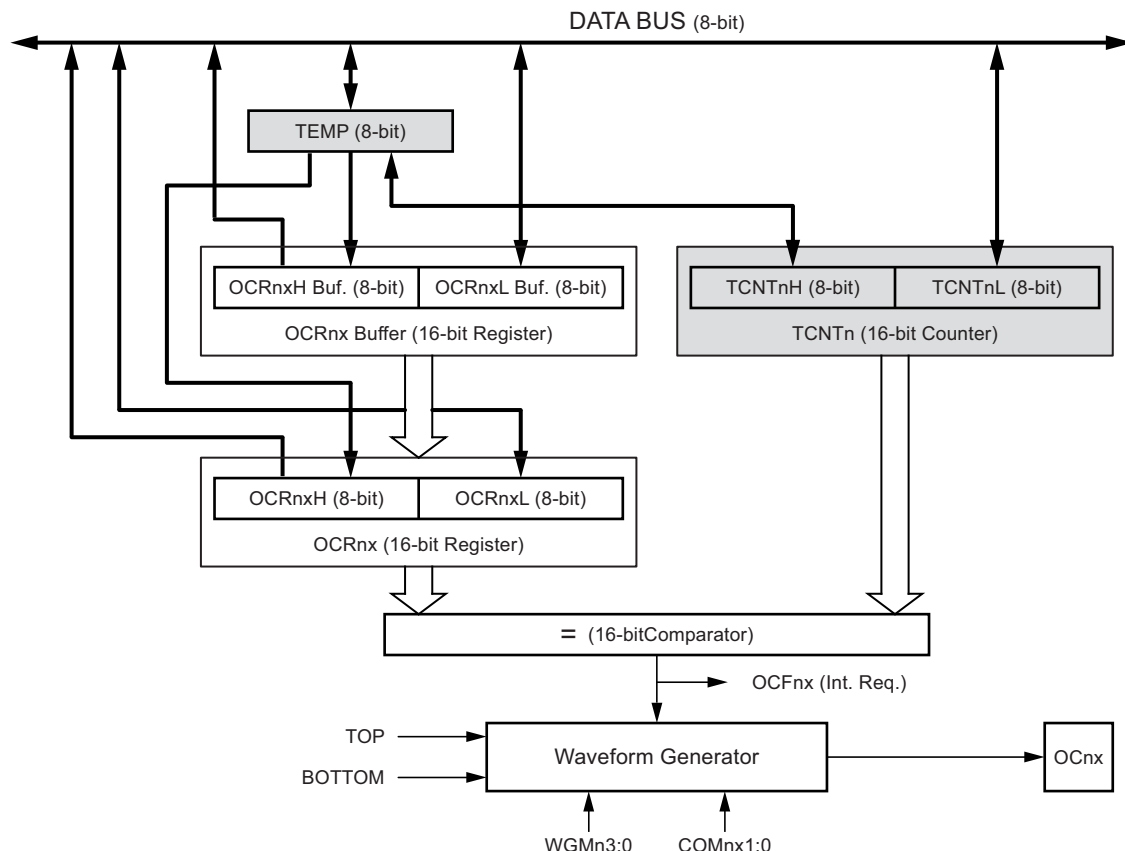 DATA BUS (8-bit)
TEMP (8-bit)
OCRnxH Buf. (8-bit) OCRnxL Buf. (8-bit)
OCRnx Buffer (16-bit Register)
TCNTnH (8-bit) TCNTnL (8-bit)
TCNTn (16-bit Counter)
OCRnxH (8-bit) OCRnxL (8-bit)
OCRnx (16-bit Register)
= (16-bitComparator)
OCFnx (Int. Req.)
TOP
BOTTOM
Waveform Generator
OCnx
WGMn3:0 COMnx1:0